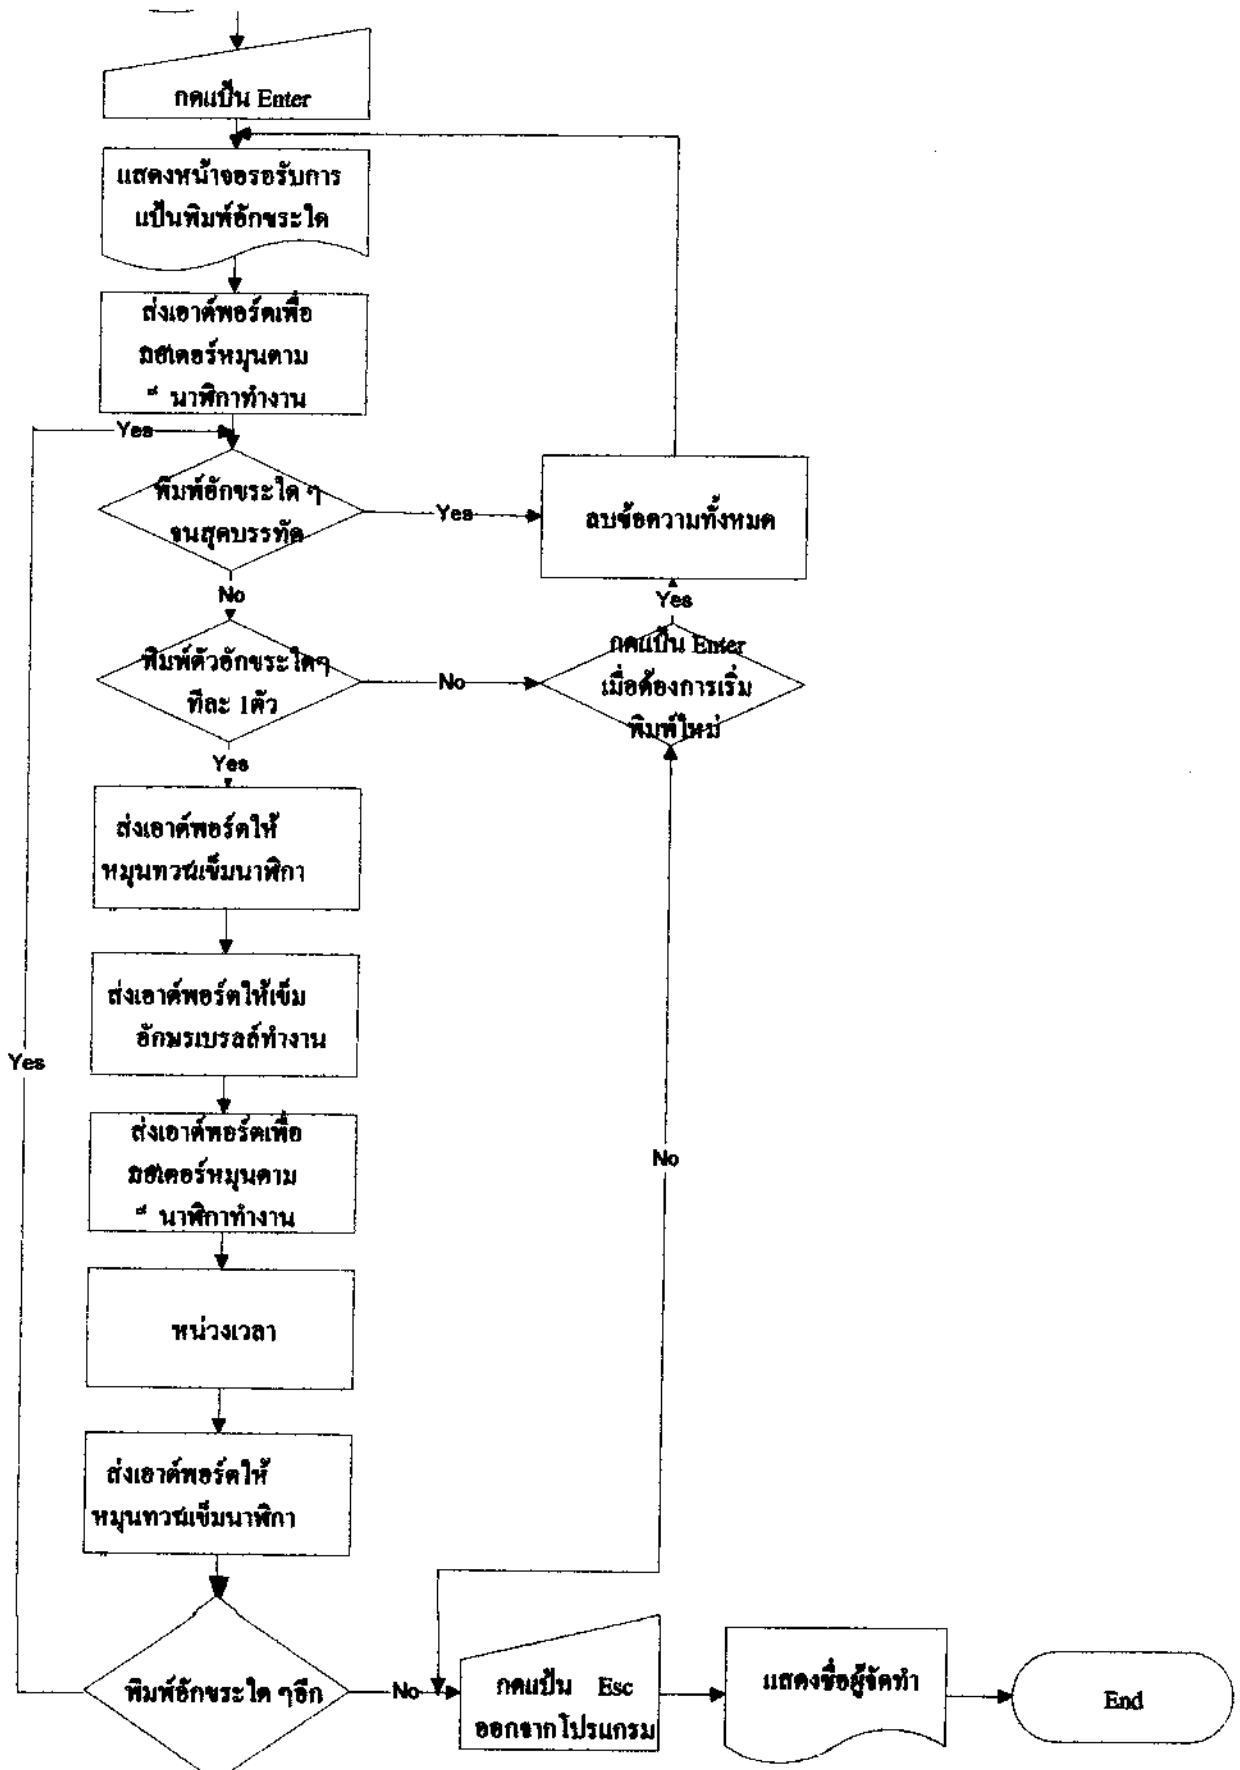 กดแป้น Enter
แสดงหน้าจอรอรับการ
แป้นพิมพ์อักขระใด
ส่งเอาต์พอร์ตเพื่อ
มอเตอร์หมุนตาม
นาฬิกาทำงาน
Yes
พิมพ์อักขระใด ๆ
จนสุดบรรทัด
Yes
ลบข้อความทั้งหมด
No
Yes
พิมพ์ตัวอักขระใดๆ
ทีละ 1ตัว
No
กดแป้น Enter
เมื่อต้องการเริ่ม
พิมพ์ใหม่
Yes
ส่งเอาต์พอร์ตให้
หมุนทวนเข็มนาฬิกา
ส่งเอาต์พอร์ตให้เข็ม
อักษรเบรลล์ทำงาน
Yes
ส่งเอาต์พอร์ตเพื่อ
มอเตอร์หมุนตาม
นาฬิกาทำงาน
No
หน่วงเวลา
ส่งเอาต์พอร์ตให้
หมุนทวนเข็มนาฬิกา
พิมพ์อักขระใด ๆอีก
No
กดแป้น Esc
ออกจากโปรแกรม
แสดงชื่อผู้จัดทำ
End